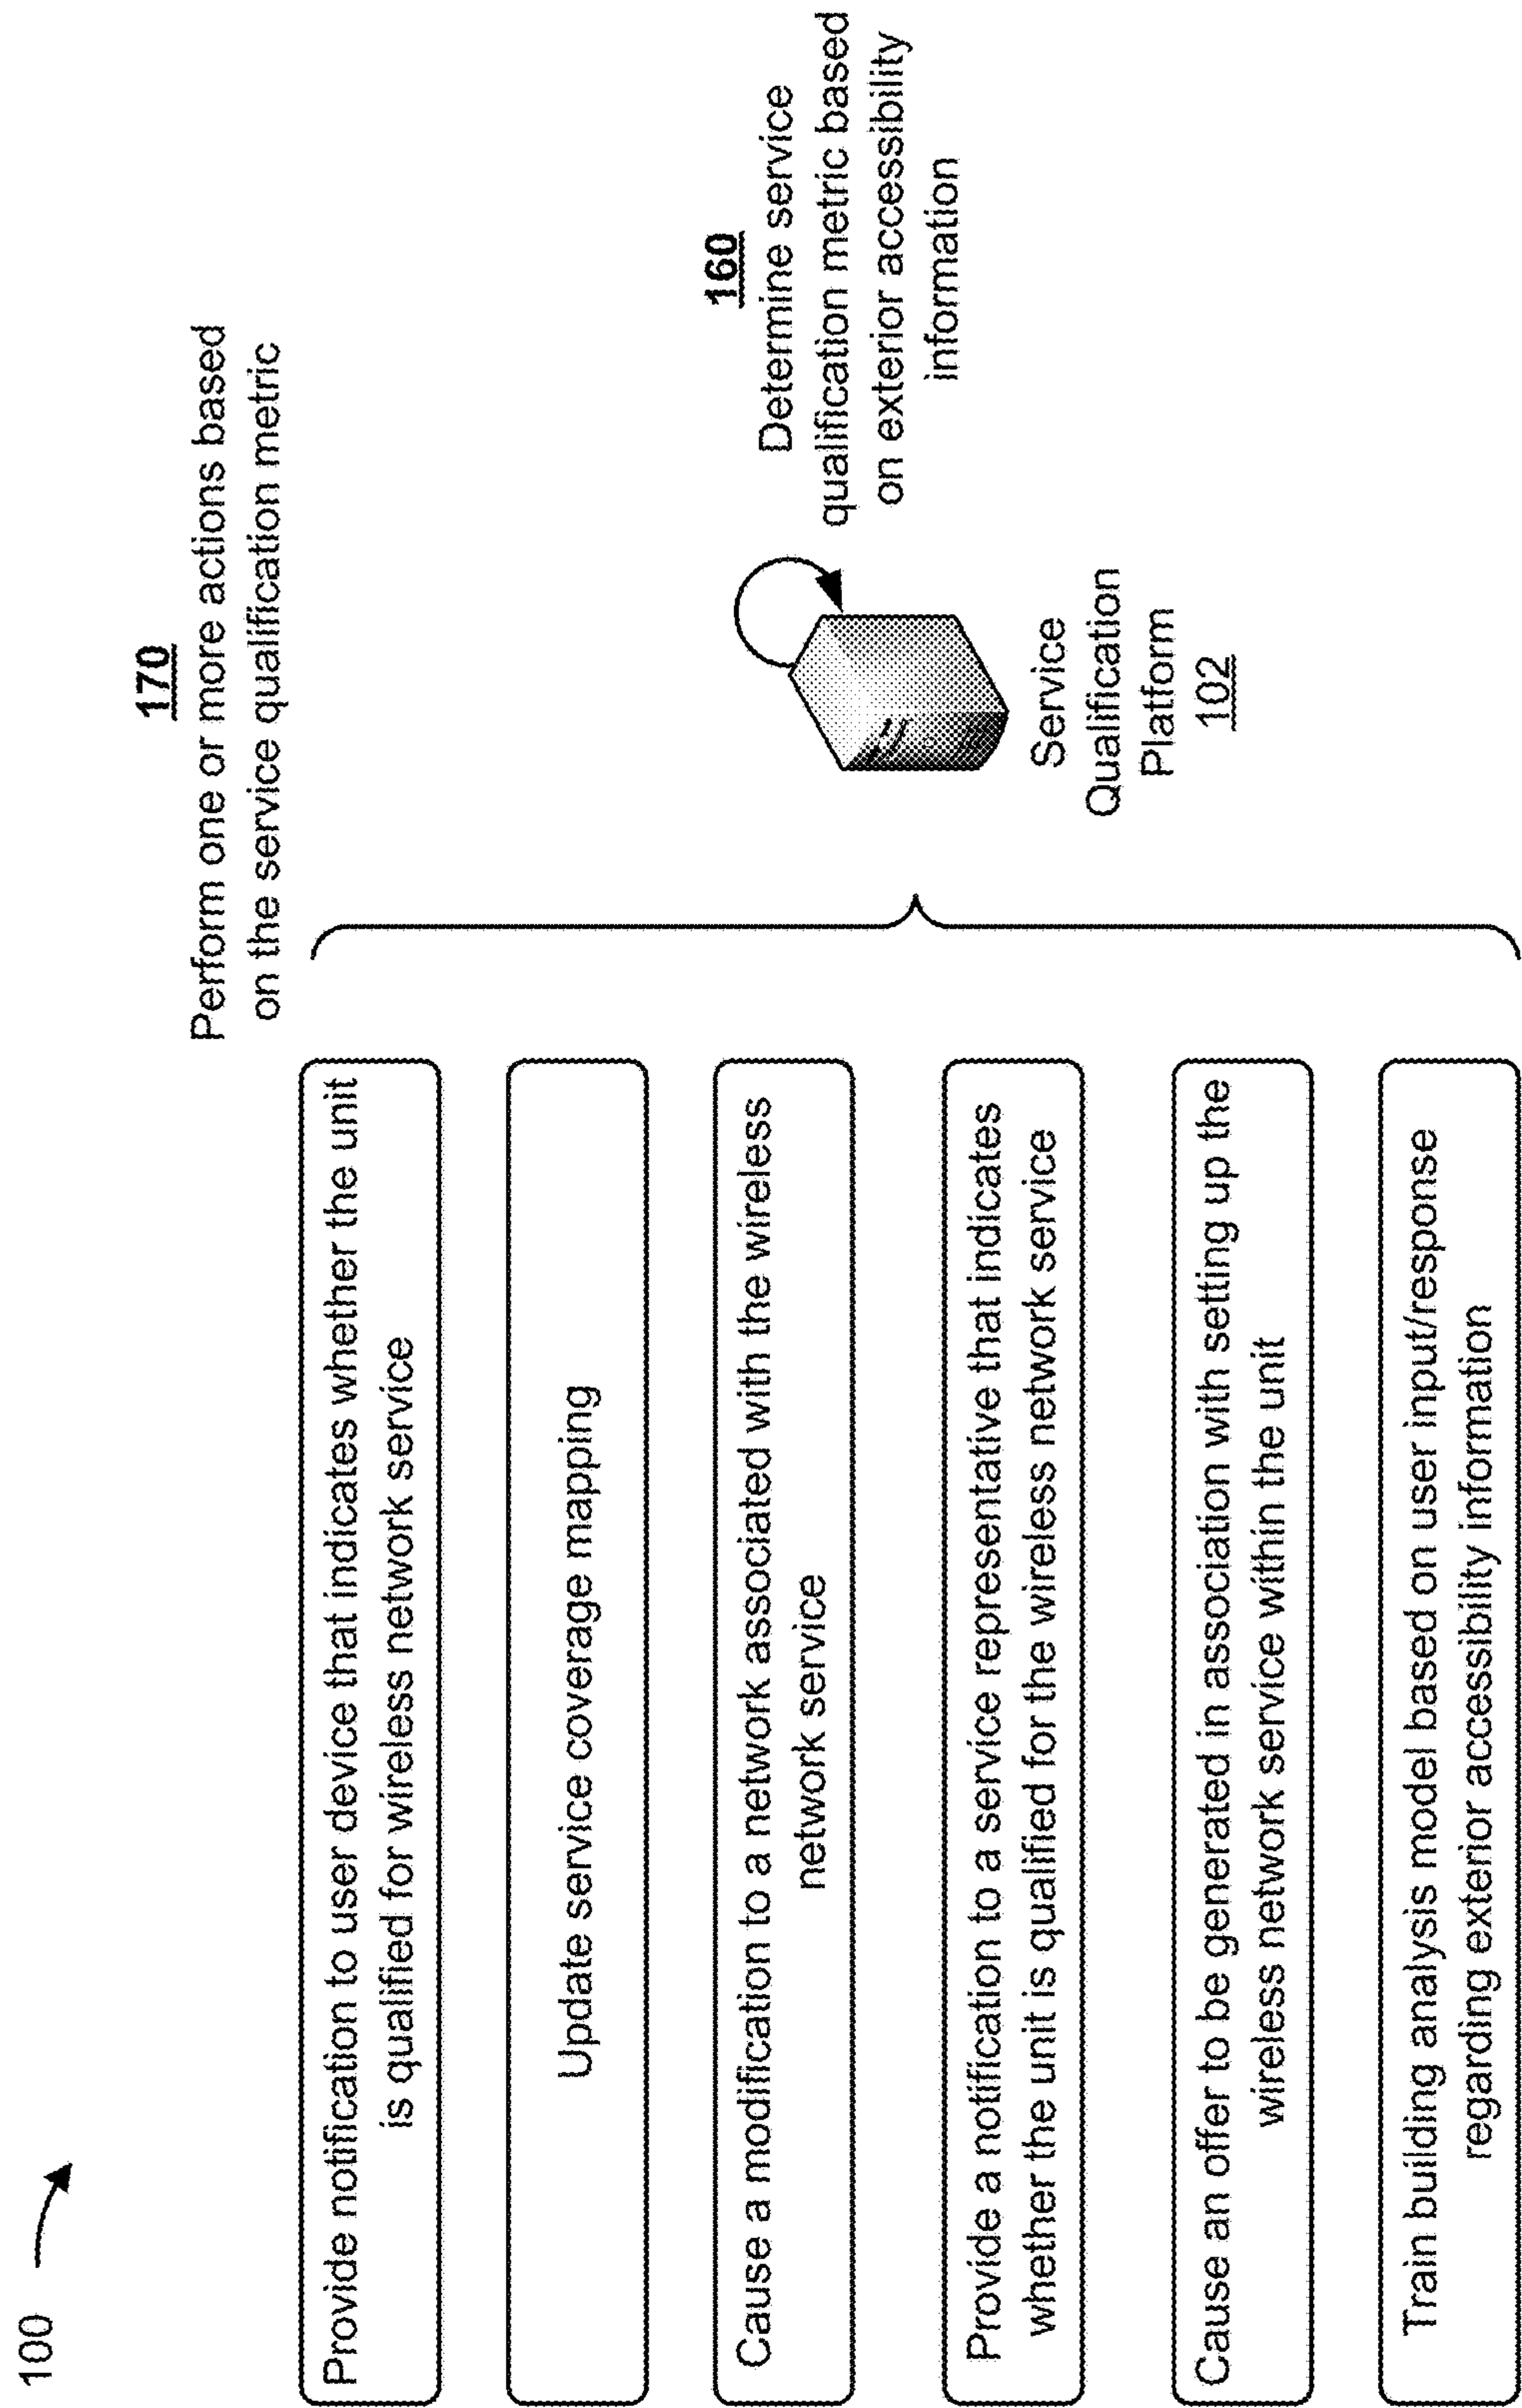 100
170
Perform one or more actions based
on the service qualification metric
Provide notification to user device that indicates whether the unit
is qualified for wireless network service
Update service coverage mapping
Cause a modification to a network associated with the wireless
network service
Provide a notification to a service representative that indicates
whether the unit is qualified for the wireless network service
Cause an offer to be generated in association with setting up the
wireless network service within the unit
Train building analysis model based on user input/response
regarding exterior accessibility information
160
Determine service
qualification metric based
on exterior accessibility
information
Service
Qualification
Platform
102